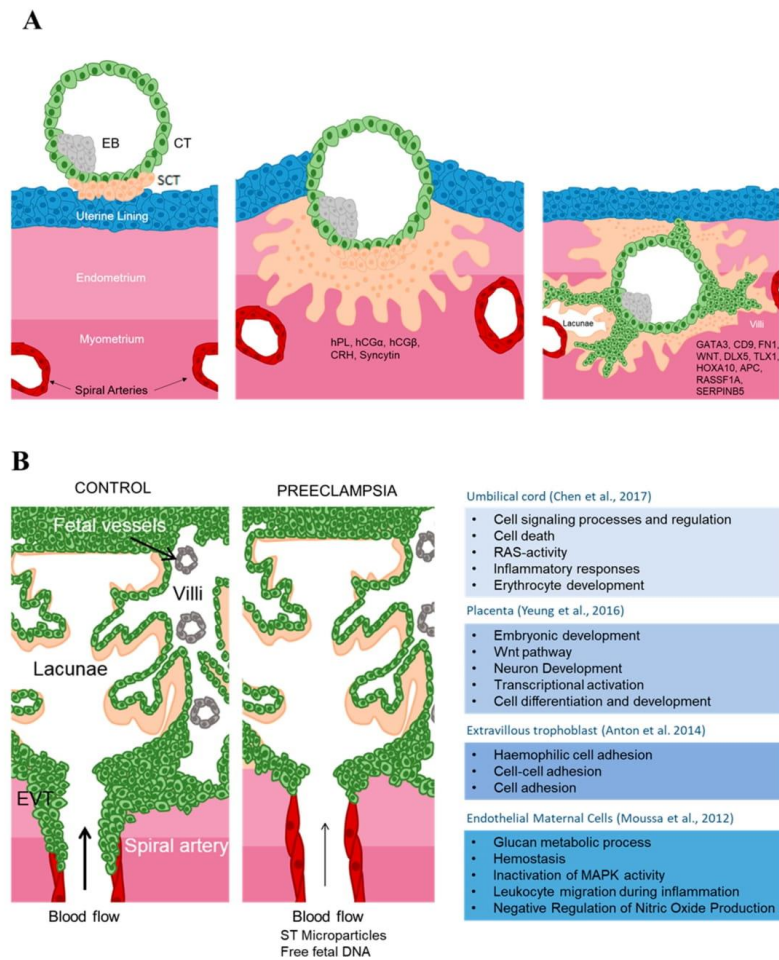 A
EB
CT
SCT
Uterine Lining
Endometrium
Myometrium
Spiral Arteries
hPL, hCGα, hCGβ,
CRH, Syncytin
Lacunae
Villi
GATA3, CD9, FN1,
WNT, DLX5, TLX1,
HOXA10, APC,
RASSF1A,
SERPINB5
B
CONTROL
Fetal vessels
Villi
Lacunae
EVT
Spiral artery
Blood flow
PREECLAMPSIA
Blood flow
ST Microparticles
Free fetal DNA
Umbilical cord (Chen et al., 2017)
• Cell signaling processes and regulation
• Cell death
• RAS-activity
• Inflammatory responses
• Erythrocyte development
Placenta (Yeung et al., 2016)
• Embryonic development
• Wnt pathway
• Neuron Development
• Transcriptional activation
• Cell differentiation and development
Extravillous trophoblast (Anton et al. 2014)
• Haemophilic cell adhesion
• Cell-cell adhesion
• Cell adhesion
Endothelial Maternal Cells (Moussa et al., 2012)
• Glucan metabolic process
• Hemostasis
• Inactivation of MAPK activity
• Leukocyte migration during inflammation
• Negative Regulation of Nitric Oxide Production